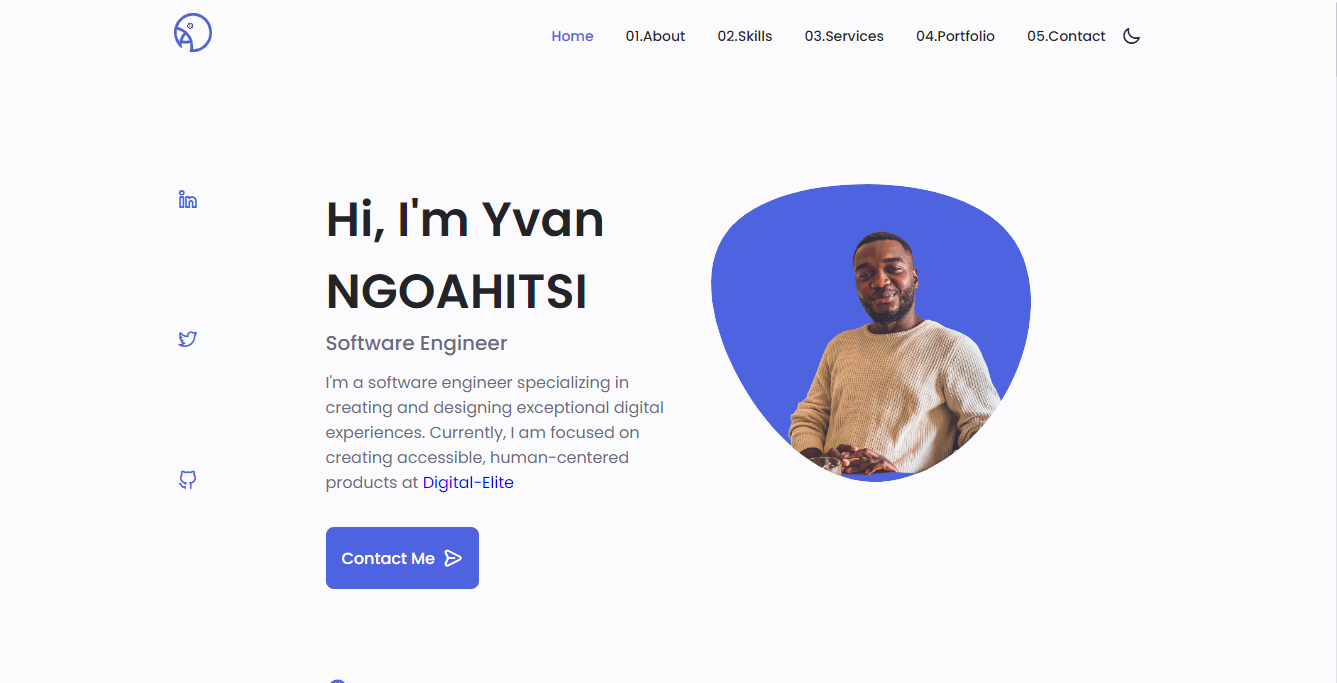 Home
01.About
02.Skills
03.Services
04.Portfolio
05.Contact
Hi, I'm Yvan
NGOAHITSI
Software Engineer
I'm a software engineer specializing in
creating and designing exceptional digital
experiences. Currently, I am focused on
creating accessible, human-centered
products at Digital-Elite
Contact Me